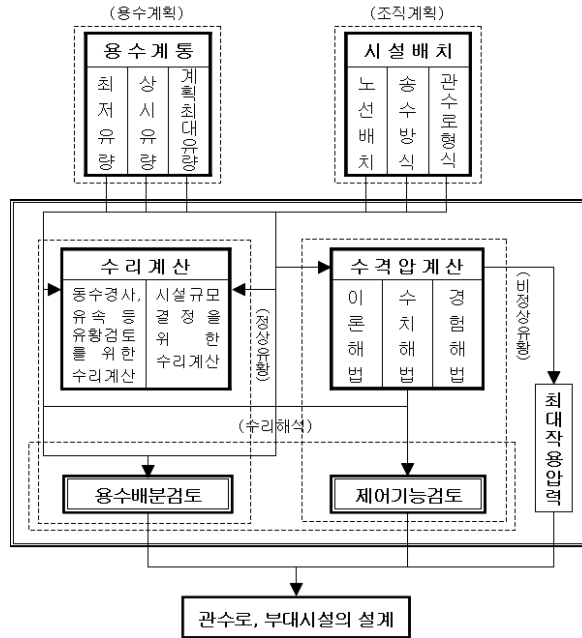 (용수계획)
(조직계획)
용 수 계 통
최저유량
상시유량
계획최대유량
시 설 배 치
노선배치
송수방식
관수로형식
수 리 계 산
동수경사,
유속 등
유황검토
를 위한
수리계산
시설규모
결정을
위 한
수리계산
(정상유황)
수 격 압 계 산
이론해법
수치해법
경험해법
(비정상유황)
(수리해석)
최대작용압력
용수배분검토
제어기능검토
관수로, 부대시설의 설계